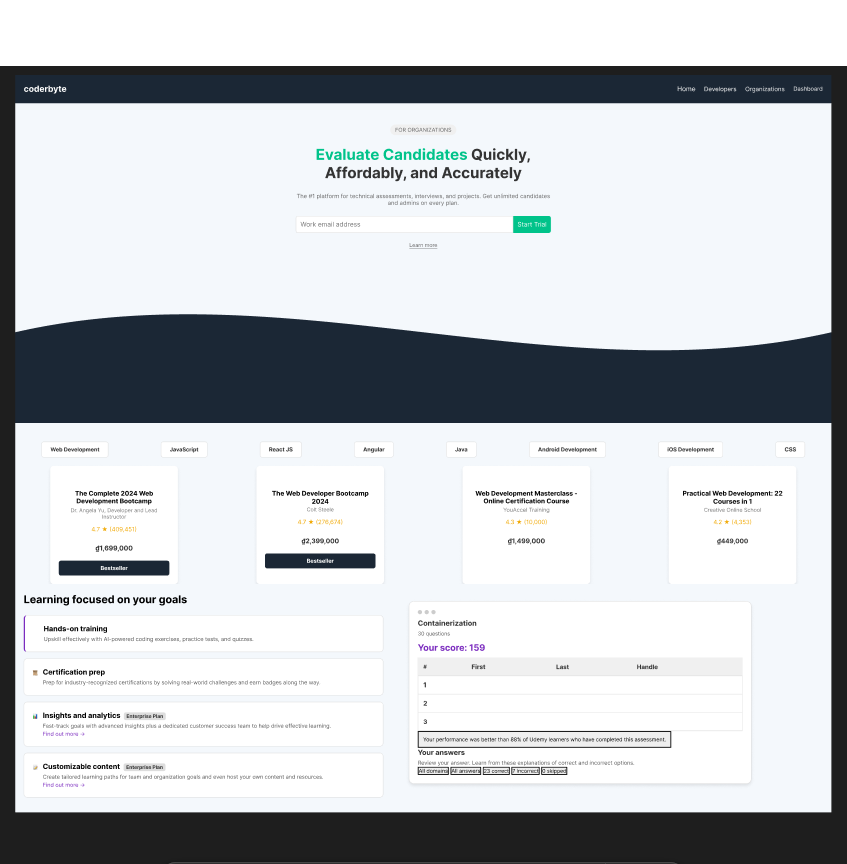 coderbyte
Home Developers Organizations Dashboard
FOR ORGANIZATIONS
Evaluate Candidates Quickly,
Affordably, and Accurately
The #1 platform for technical assessments, interviews, and projects. Get unlimited candidates
and admins on every plan.
Work email address Start Trial
Learn more
Web Development JavaScript React JS Angular Java Android Development iOS Development CSS
The Complete 2024 Web
Development Bootcamp
Dr. Angela Yu, Developer and Lead
Instructor
4.7 ★ (409,451)
₫1,699,000
Bestseller
The Web Developer Bootcamp
2024
Colt Steele
4.7 ★ (276,674)
₫2,399,000
Bestseller
Web Development Masterclass -
Online Certification Course
YouAccel Training
4.3 ★ (10,000)
₫1,499,000
Practical Web Development: 22
Courses in 1
Creative Online School
4.2 ★ (4,353)
₫449,000
Learning focused on your goals
Hands-on training
Upskill effectively with AI-powered coding exercises, practice tests, and quizzes.
Certification prep
Prep for industry-recognized certifications by solving real-world challenges and earn badges along the way.
Insights and analytics Enterprise Plan
Fast-track goals with advanced insights plus a dedicated customer success team to help drive effective learning.
Find out more →
Customizable content Enterprise Plan
Create tailored learning paths for team and organization goals and even host your own content and resources.
Find out more →
Containerization
30 questions
Your score: 159
# First Last Handle
1
2
3
Your performance was better than 86% of Udemy learners who have completed this assessment.
Your answers
Review your answer. Learn from these explanations of correct and incorrect options.
All domains All answers 23 correct 7 incorrect 0 skipped